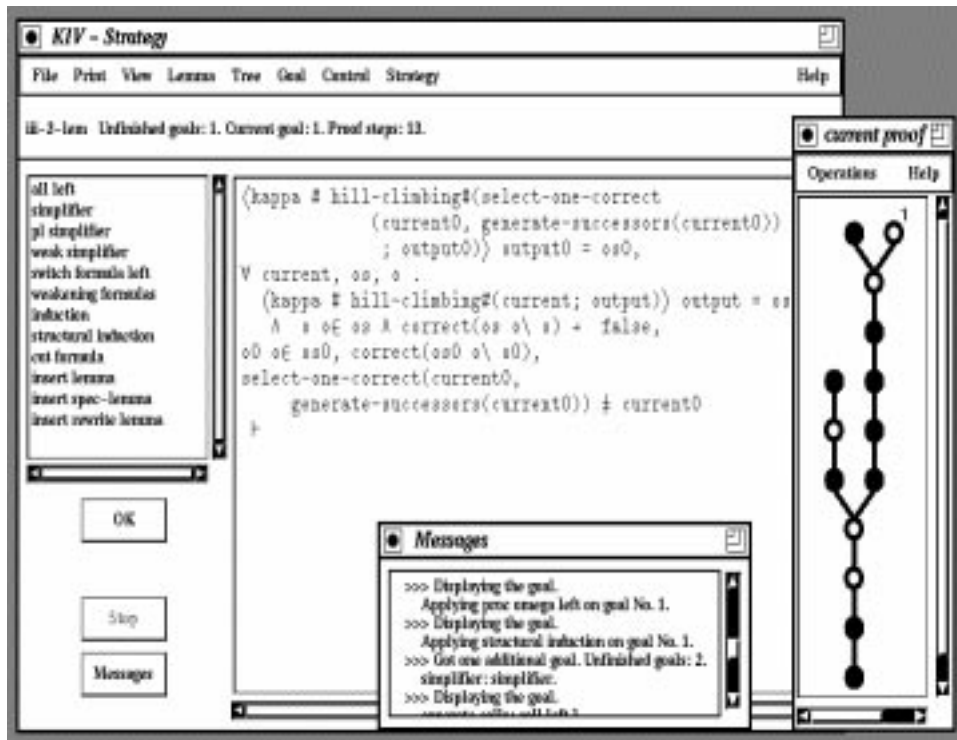 KIV – Strategy
File Print View Lemma Tree Goal Control Strategy Help
iii-2-lem Unfinished goals: 1. Current goal: 1. Proof steps: 13.
all left
simplifier
pl simplifier
weak simplifier
switch formula left
weakening formulas
induction
structural induction
cut formula
insert lemma
insert spec-lemma
insert rewrite lemma
⟨kappa # hill-climbing#(select-one-correct
(current0, generate-successors(current0))
; output0)⟩ output0 = os0,
∀ current, os, o .
⟨kappa # hill-climbing#(current; output)⟩ output = os
∧ o o∈ os ∧ correct(os o\ o) → false,
o0 o∈ os0, correct(os0 o\ o0),
select-one-correct(current0,
generate-successors(current0)) ≠ current0
⊢
OK
Stop
Messages
Messages
>>> Displaying the goal.
Applying proc omega left on goal No. 1.
>>> Displaying the goal.
Applying structural induction on goal No. 1.
>>> Got one additional goal. Unfinished goals: 2.
simplifier: simplifier.
>>> Displaying the goal.
current proof
Operations Help
1